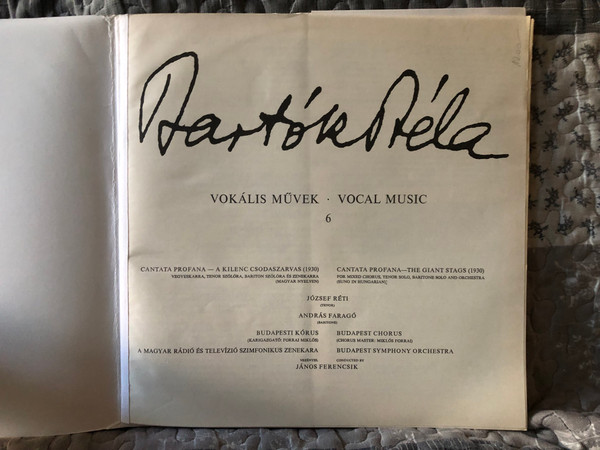 Bartók Béla
VOKÁLIS MŰVEK · VOCAL MUSIC
6
CANTATA PROFANA — A KILENC CSODASZARVAS (1930)
VEGYESKARRA, TENOR SZÓLÓRA, BARITON SZÓLÓRA ÉS ZENEKARRA
(MAGYAR NYELVEN)
CANTATA PROFANA—THE GIANT STAGS (1930)
FOR MIXED CHORUS, TENOR SOLO, BARITONE SOLO AND ORCHESTRA
(SUNG IN HUNGARIAN)
JÓZSEF RÉTI
(TENOR)
ANDRÁS FARAGÓ
(BARITONE)
BUDAPESTI KÓRUS
(KARIGAZGATÓ: FORRAI MIKLÓS)
BUDAPEST CHORUS
(CHORUS MASTER: MIKLÓS FORRAI)
A MAGYAR RÁDIÓ ÉS TELEVÍZIÓ SZIMFONIKUS ZENEKARA
BUDAPEST SYMPHONY ORCHESTRA
VEZÉNYEL
CONDUCTED BY
JÁNOS FERENCSIK